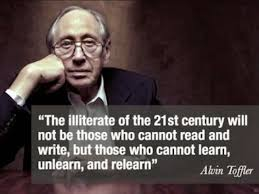 “The illiterate of the 21st century will
not be those who cannot read and
write, but those who cannot learn,
unlearn, and relearn”
Alvin Toffler